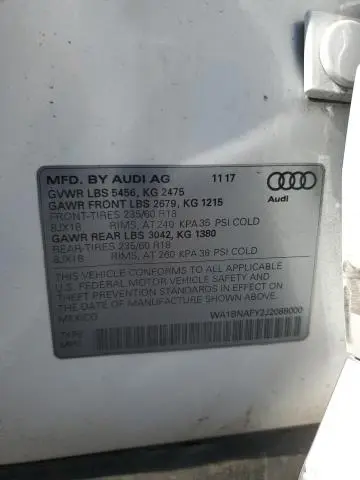 MFD. BY AUDI AG 11 17
GVWR LBS 5456, KG 2475
GAWR FRONT LBS 2679, KG 1215
FRONT-TIRES 235/60 R18
8JX18 RIMS, AT 240 KPA 35 PSI COLD
GAWR REAR LBS 3042, KG 1380
REAR-TIRES 235/60 R18
8JX18 RIMS, AT 260 KPA 38 PSI COLD
Audi
THIS VEHICLE CONFORMS TO ALL APPLICABLE
U.S. FEDERAL MOTOR VEHICLE SAFETY
STANDARDS IN EFFECT ON THE DATE OF
MANUFACTURE SHOWN ABOVE
MEXICO
WA1BNAFY2J2088000
TYPE: